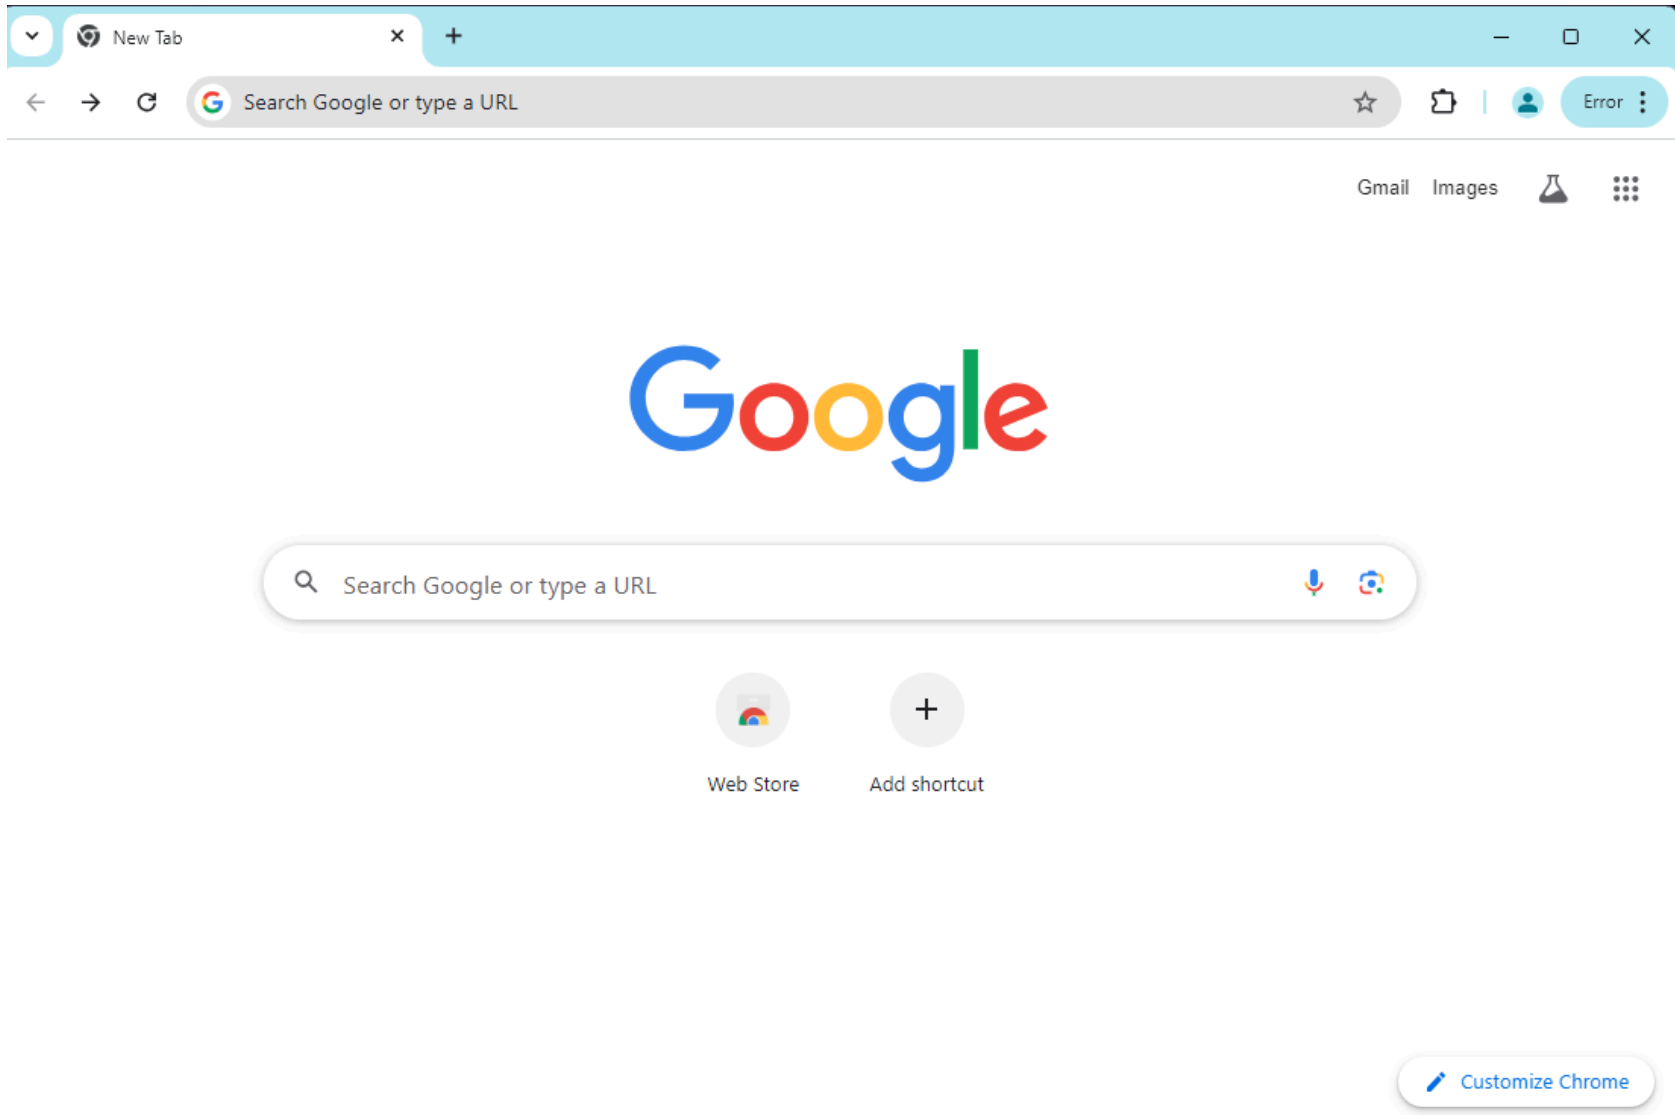 New Tab
Search Google or type a URL
Error
Gmail Images
Google
Search Google or type a URL
Web Store Add shortcut
Customize Chrome